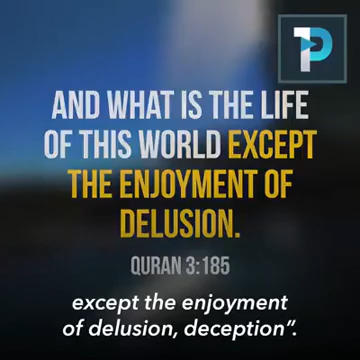 1P
AND WHAT IS THE LIFE
OF THIS WORLD EXCEPT
THE ENJOYMENT OF
DELUSION.
QURAN 3:185
except the enjoyment
of delusion, deception”.